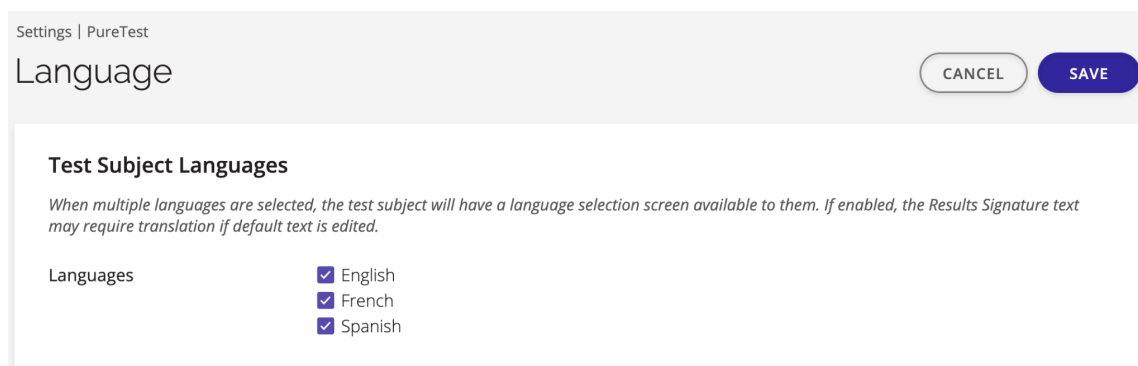 Settings | PureTest
Language
CANCEL
SAVE
Test Subject Languages
When multiple languages are selected, the test subject will have a language selection screen available to them. If enabled, the Results Signature text
may require translation if default text is edited.
Languages
English
French
Spanish